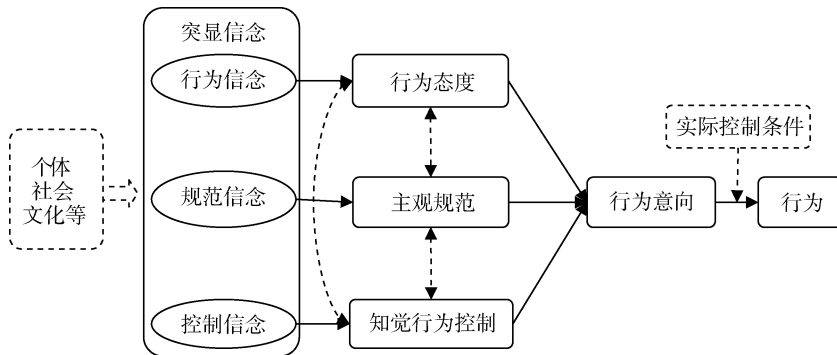 突显信念
行为信念
行为态度
实际控制条件
个体
社会
文化等
规范信念
主观规范
行为意向
行为
控制信念
知觉行为控制